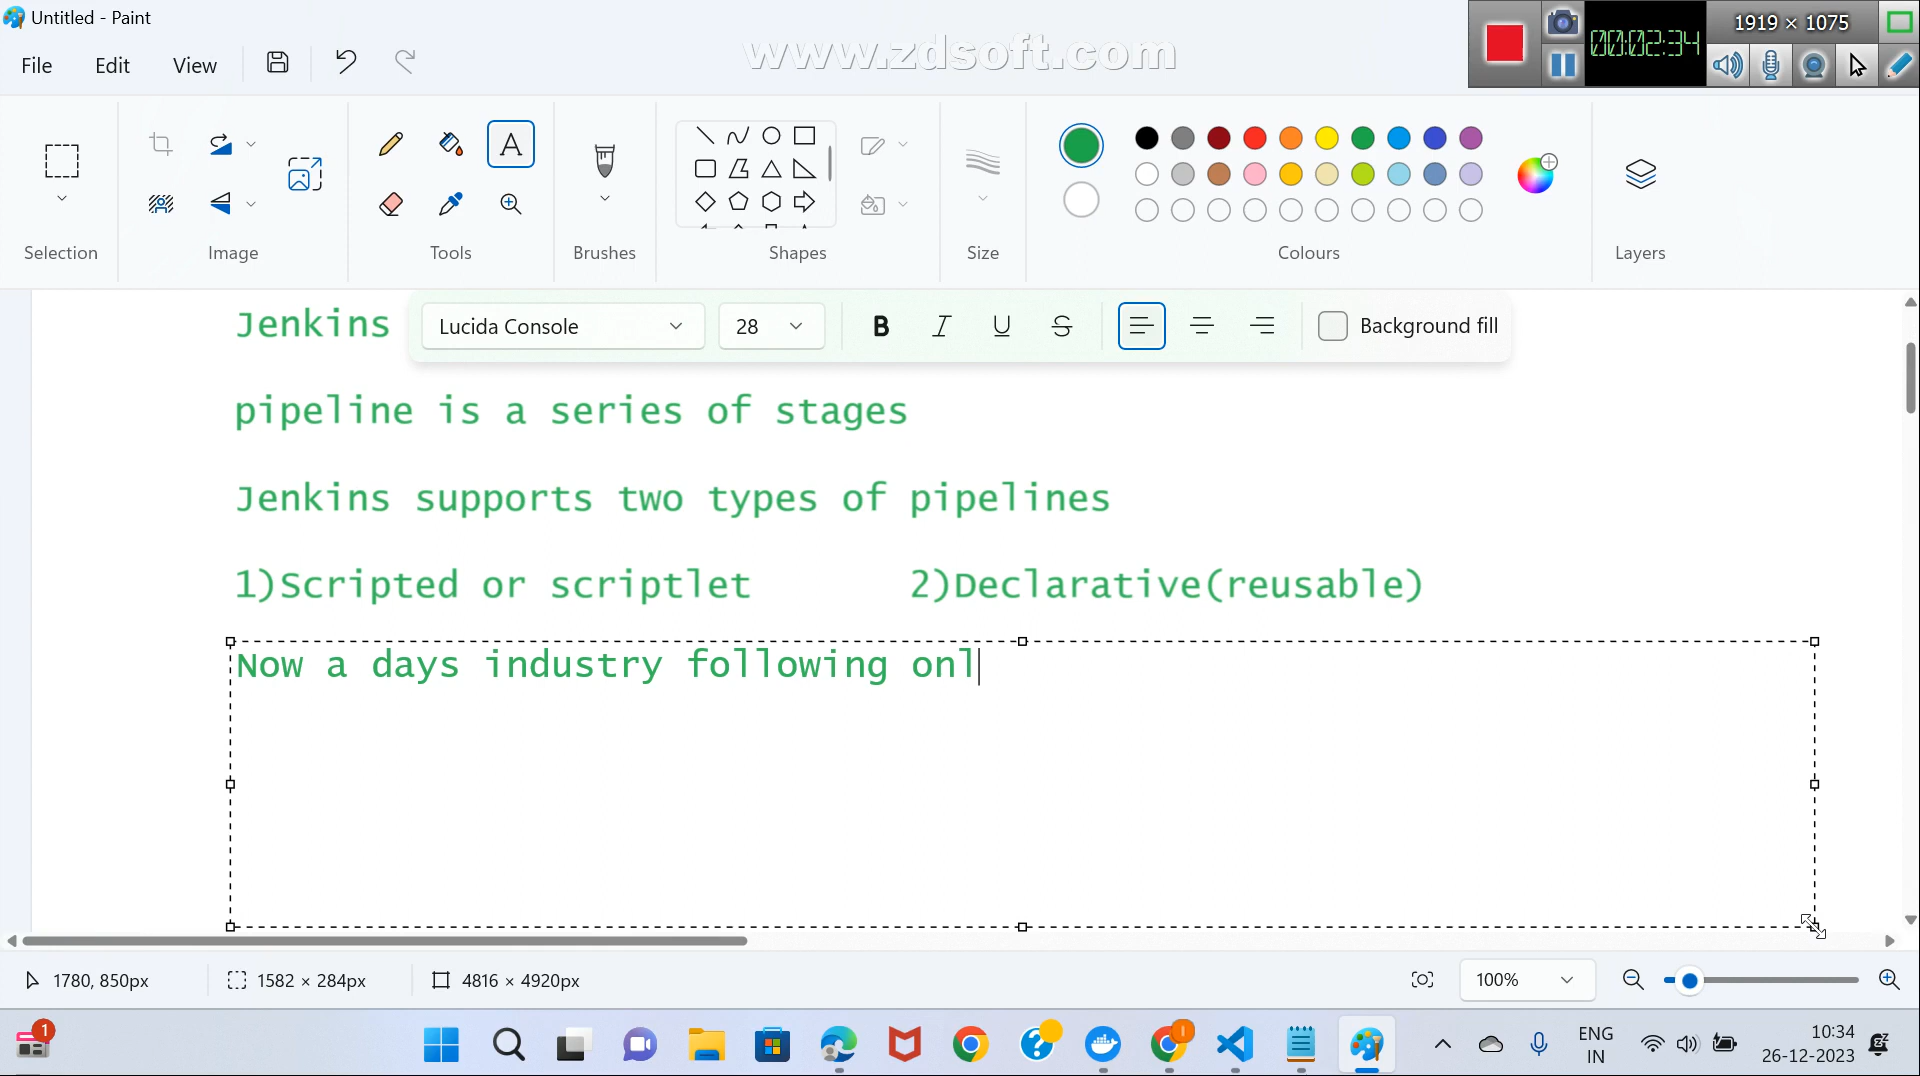 Untitled - Paint
www.zdsoft.com
00:02:34
1919 × 1075
File Edit View
Selection Image Tools Brushes Shapes Size Colours Layers
Lucida Console 28 B I U S Background fill
Jenkins
pipeline is a series of stages
Jenkins supports two types of pipelines
1)Scripted or scriptlet 2)Declarative(reusable)
Now a days industry following onl
1780, 850px 1582 × 284px 4816 × 4920px 100%
1
ENG
IN
10:34
26-12-2023